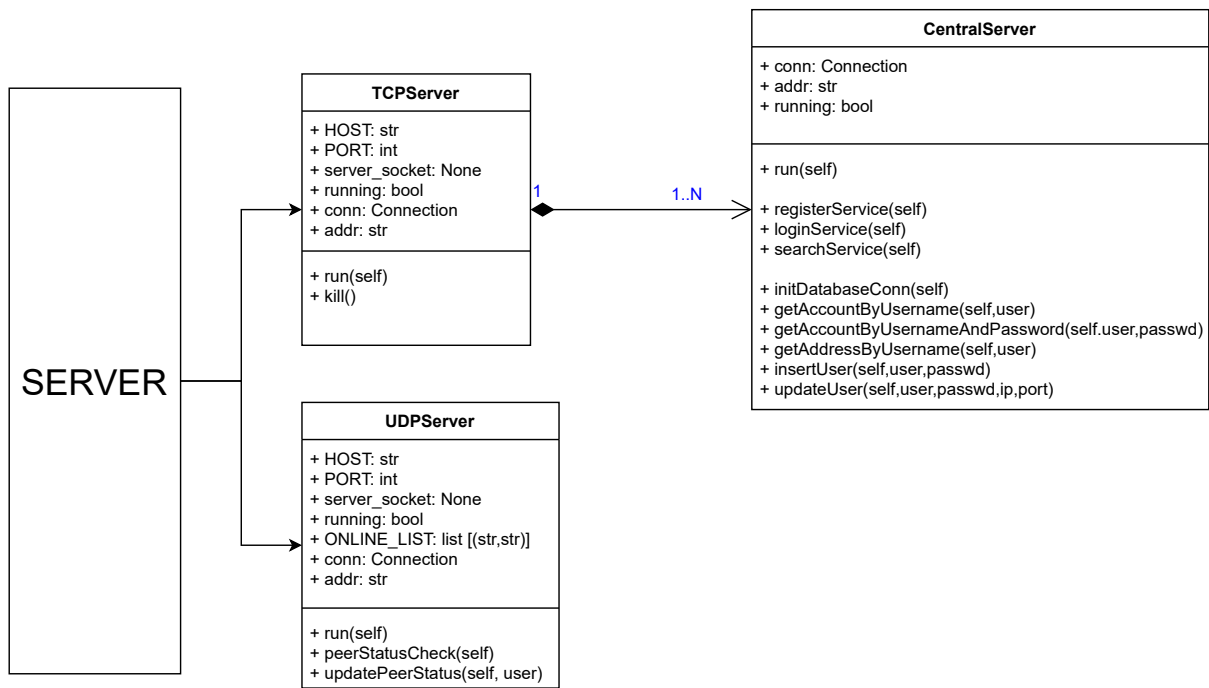 SERVER
TCPServer
+ HOST: str
+ PORT: int
+ server_socket: None
+ running: bool
+ conn: Connection
+ addr: str
+ run(self)
+ kill()
1
1..N
CentralServer
+ conn: Connection
+ addr: str
+ running: bool
+ run(self)
+ registerService(self)
+ loginService(self)
+ searchService(self)
+ initDatabaseConn(self)
+ getAccountByUsername(self,user)
+ getAccountByUsernameAndPassword(self.user,passwd)
+ getAddressByUsername(self,user)
+ insertUser(self,user,passwd)
+ updateUser(self,user,passwd,ip,port)
UDPServer
+ HOST: str
+ PORT: int
+ server_socket: None
+ running: bool
+ ONLINE_LIST: list [(str,str)]
+ conn: Connection
+ addr: str
+ run(self)
+ peerStatusCheck(self)
+ updatePeerStatus(self, user)